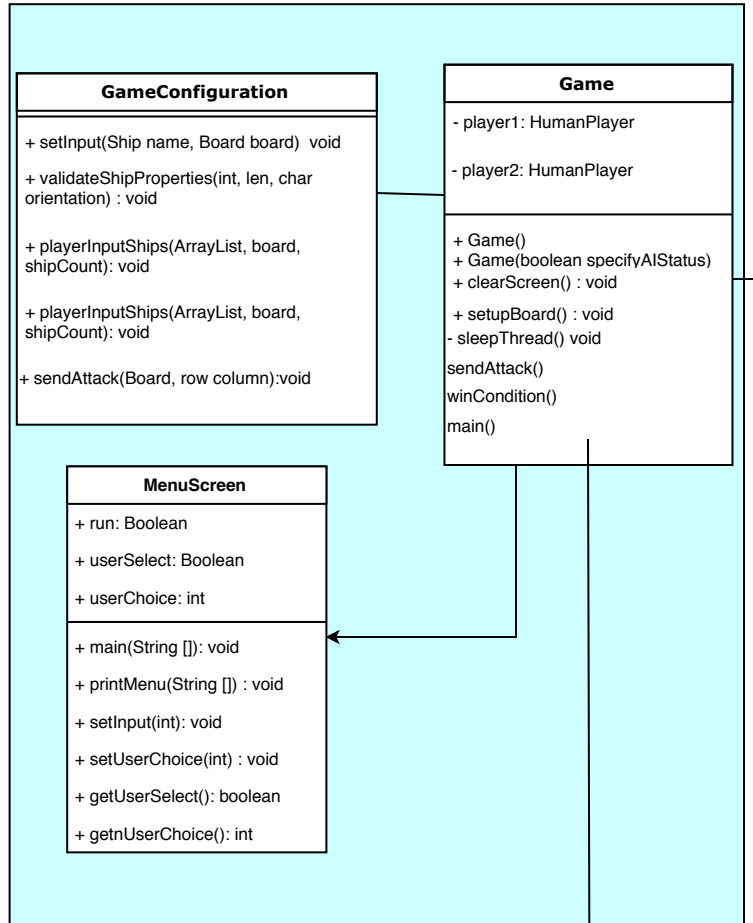 GameConfiguration
+ setInput(Ship name, Board board)  void
+ validateShipProperties(int, len, char
orientation) : void
+ playerInputShips(ArrayList, board,
shipCount): void
+ playerInputShips(ArrayList, board,
shipCount): void
+ sendAttack(Board, row column):void
Game
- player1: HumanPlayer
- player2: HumanPlayer
+ Game()
+ Game(boolean specifyAIStatus)
+ clearScreen() : void
+ setupBoard() : void
- sleepThread() void
sendAttack()
winCondition()
main()
MenuScreen
+ run: Boolean
+ userSelect: Boolean
+ userChoice: int
+ main(String []): void
+ printMenu(String []) : void
+ setInput(int): void
+ setUserChoice(int) : void
+ getUserSelect(): boolean
+ getnUserChoice(): int